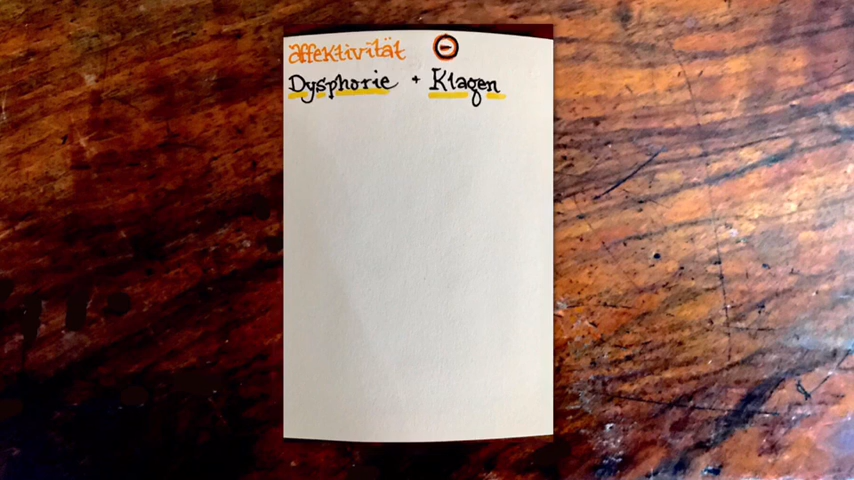 affektivität ⊖
Dysphorie + Klagen